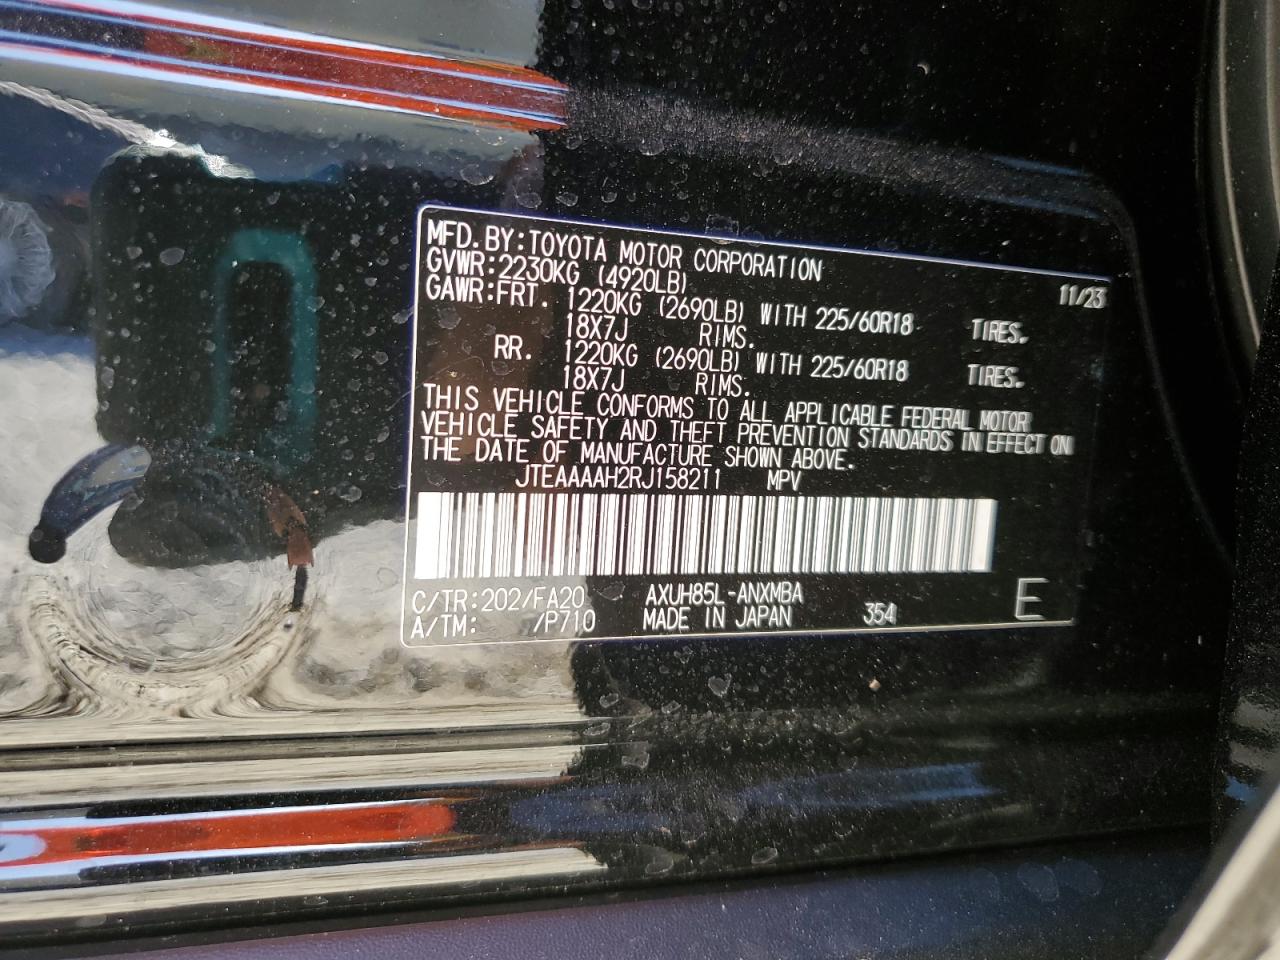 MFD. BY: TOYOTA MOTOR CORPORATION 11/23
GVWR: 2230KG (4920LB)
GAWR: FRT. 1220KG (2690LB) WITH 225/60R18 TIRES.
18X7J RIMS.
RR. 1220KG (2690LB) WITH 225/60R18 TIRES.
18X7J RIMS.
THIS VEHICLE CONFORMS TO ALL APPLICABLE FEDERAL MOTOR
VEHICLE SAFETY AND THEFT PREVENTION STANDARDS IN EFFECT ON
THE DATE OF MANUFACTURE SHOWN ABOVE.
JTEAAAAH2RJ158211 MPV
C/TR: 202/FA20 AXUH85L-ANXMBA
A/TM: /P710 MADE IN JAPAN 354 E